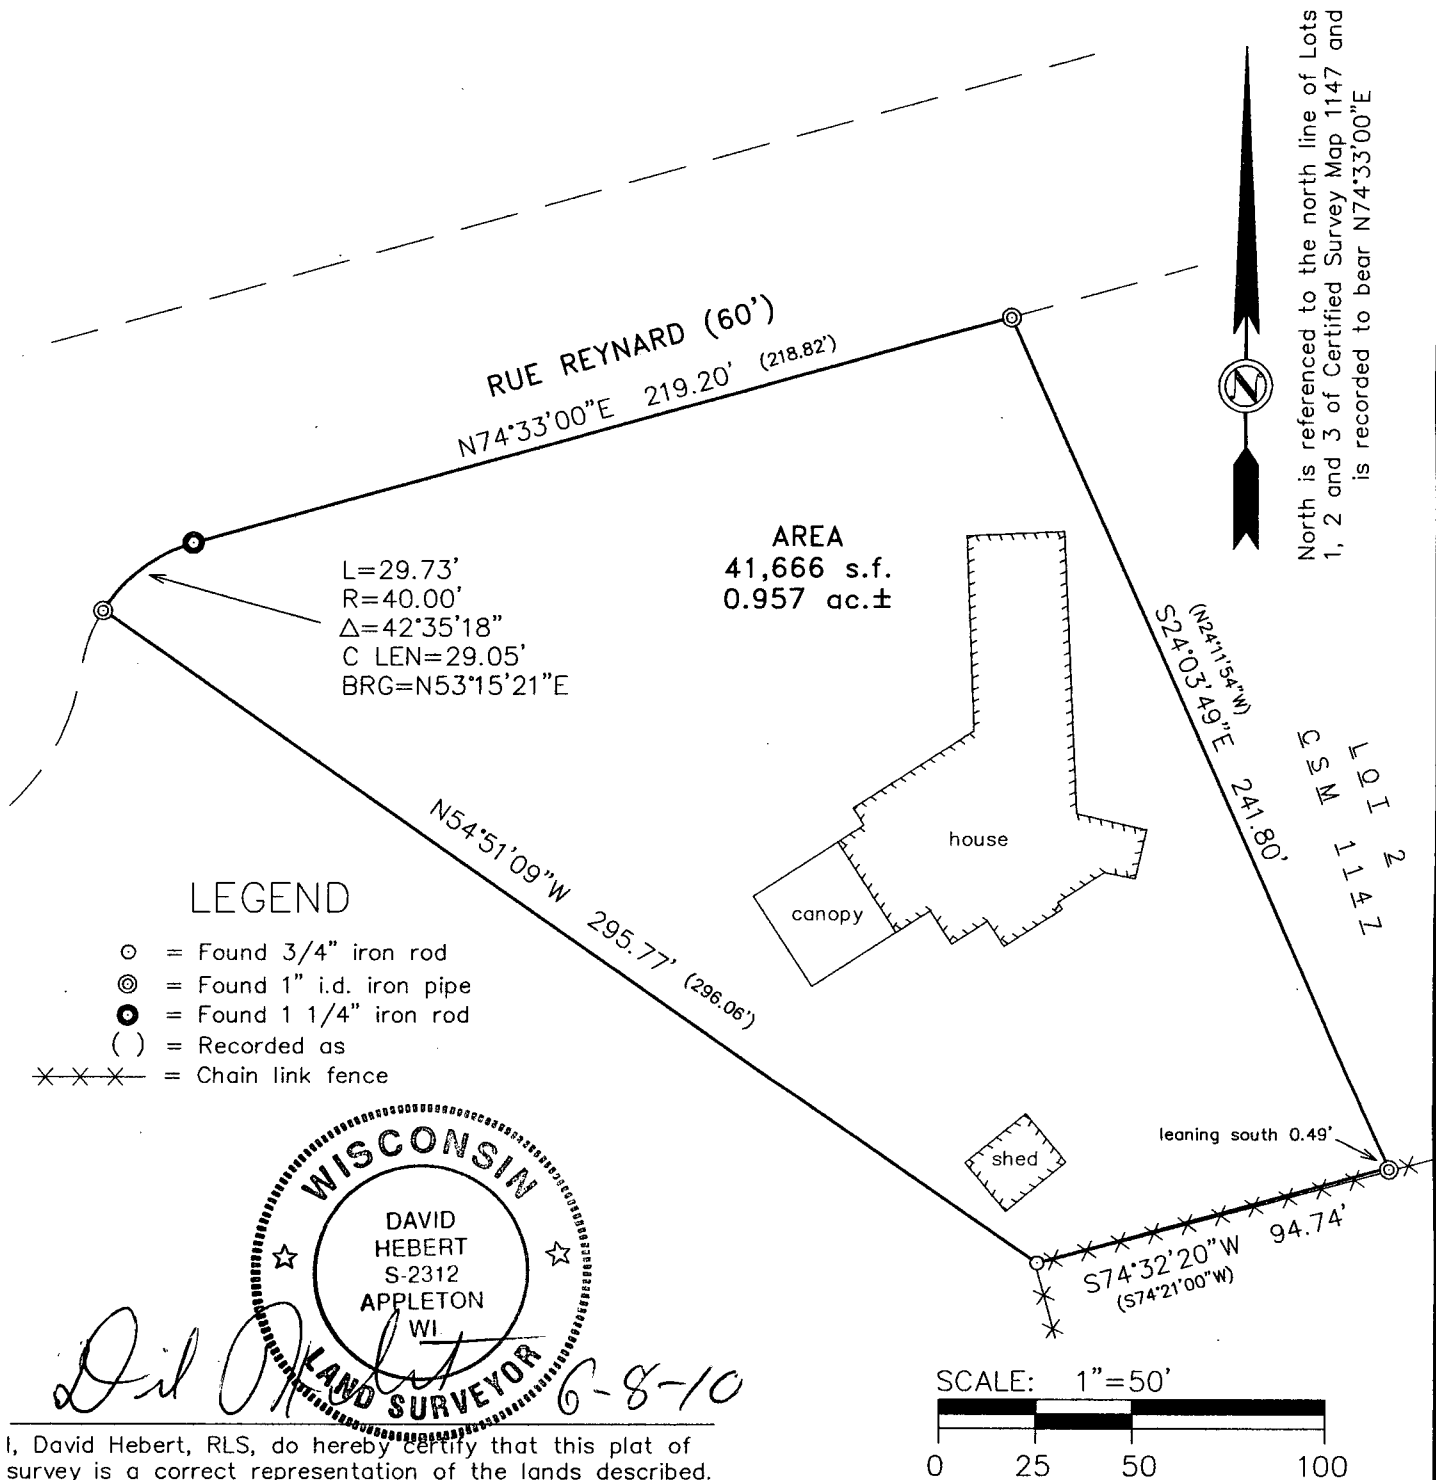 North is referenced to the north line of Lots
1, 2 and 3 of Certified Survey Map 1147 and
is recorded to bear N74°33'00"E
RUE REYNARD (60')
N74°33'00"E 219.20' (218.82')
AREA
41,666 s.f.
0.957 ac.±
L=29.73'
R=40.00'
Δ=42°35'18"
C LEN=29.05'
BRG=N53°15'21"E
(N24°11'54"W)
S24°03'49"E 241.80'
LOT 2
CSM 1147
N54°51'09"W 295.77' (296.06')
house
canopy
shed
leaning south 0.49'
S74°32'20"W 94.74'
(S74°21'00"W)
N
LEGEND
= Found 3/4" iron rod
= Found 1" i.d. iron pipe
= Found 1 1/4" iron rod
( ) = Recorded as
= Chain link fence
WISCONSIN
DAVID
HEBERT
S-2312
APPLETON
WI
LAND SURVEYOR
6-8-10
I, David Hebert, RLS, do hereby certify that this plat of
survey is a correct representation of the lands described.
SCALE: 1"=50'
0 25 50 100